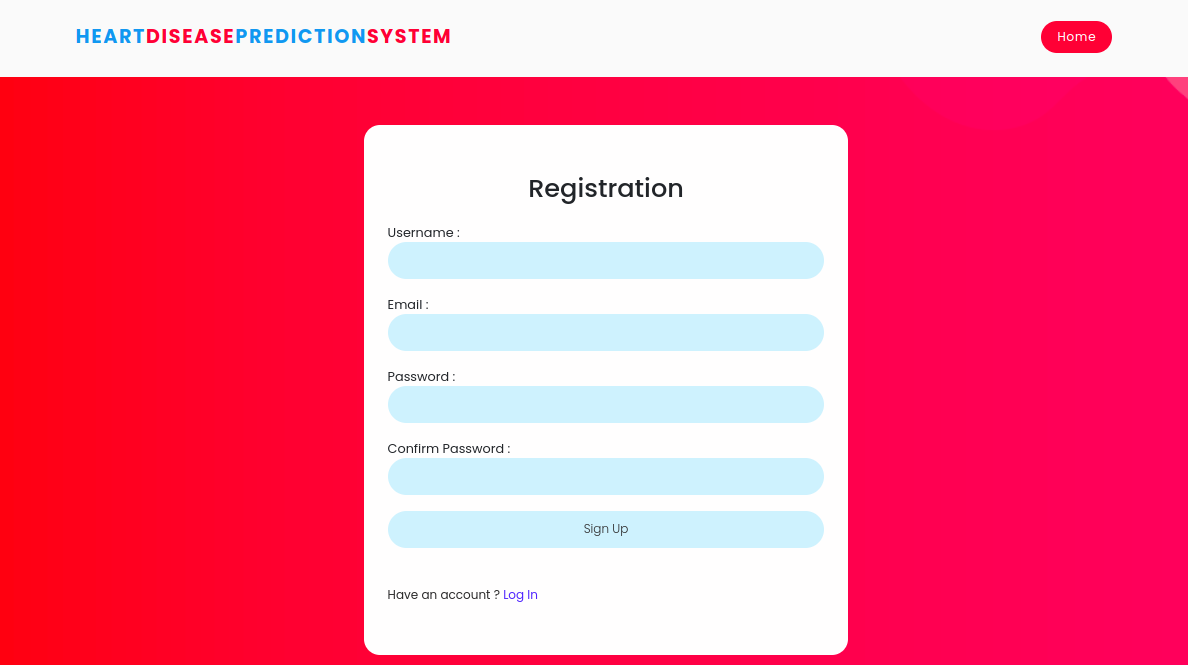 HEARTDISEASEPREDICTIONSYSTEM
Home
Registration
Username :
Email :
Password :
Confirm Password :
Sign Up
Have an account ? Log In